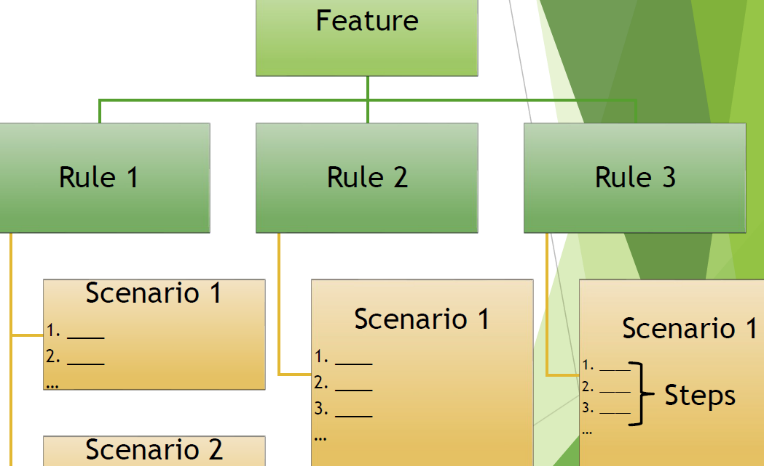 Feature
Rule 1
Rule 2
Rule 3
Scenario 1
1. ____
2. ____
...
Scenario 2
Scenario 1
1. ____
2. ____
3. ____
...
Scenario 1
1. ____
2. ____
3. ____
...
Steps